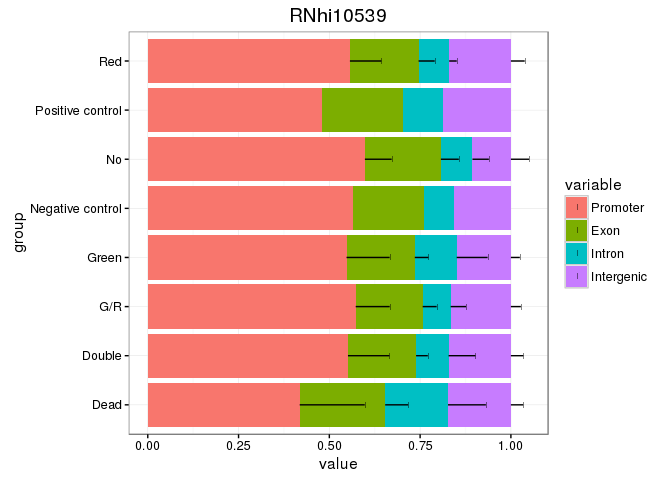 RNhi10539
group
Red
Positive control
No
Negative control
Green
G/R
Double
Dead
0.00 0.25 0.50 0.75 1.00
value
variable
Promoter
Exon
Intron
Intergenic